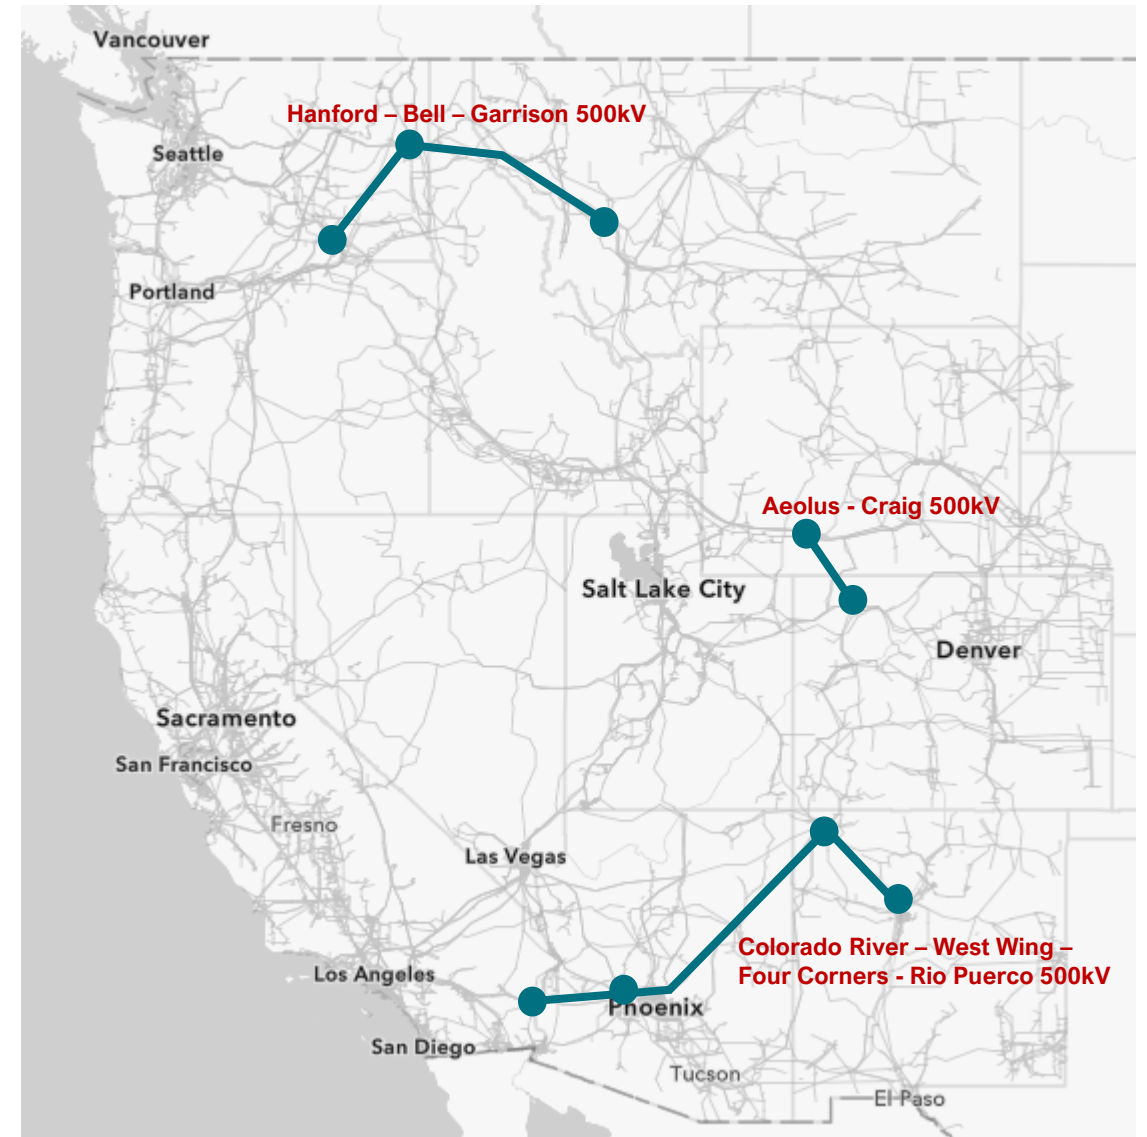 Vancouver
Hanford – Bell – Garrison 500kV
Seattle
Portland
Aeolus - Craig 500kV
Salt Lake City
Denver
Sacramento
San Francisco
Fresno
Las Vegas
Colorado River – West Wing –
Four Corners - Rio Puerco 500kV
Los Angeles
Phoenix
San Diego
Tucson
El Paso